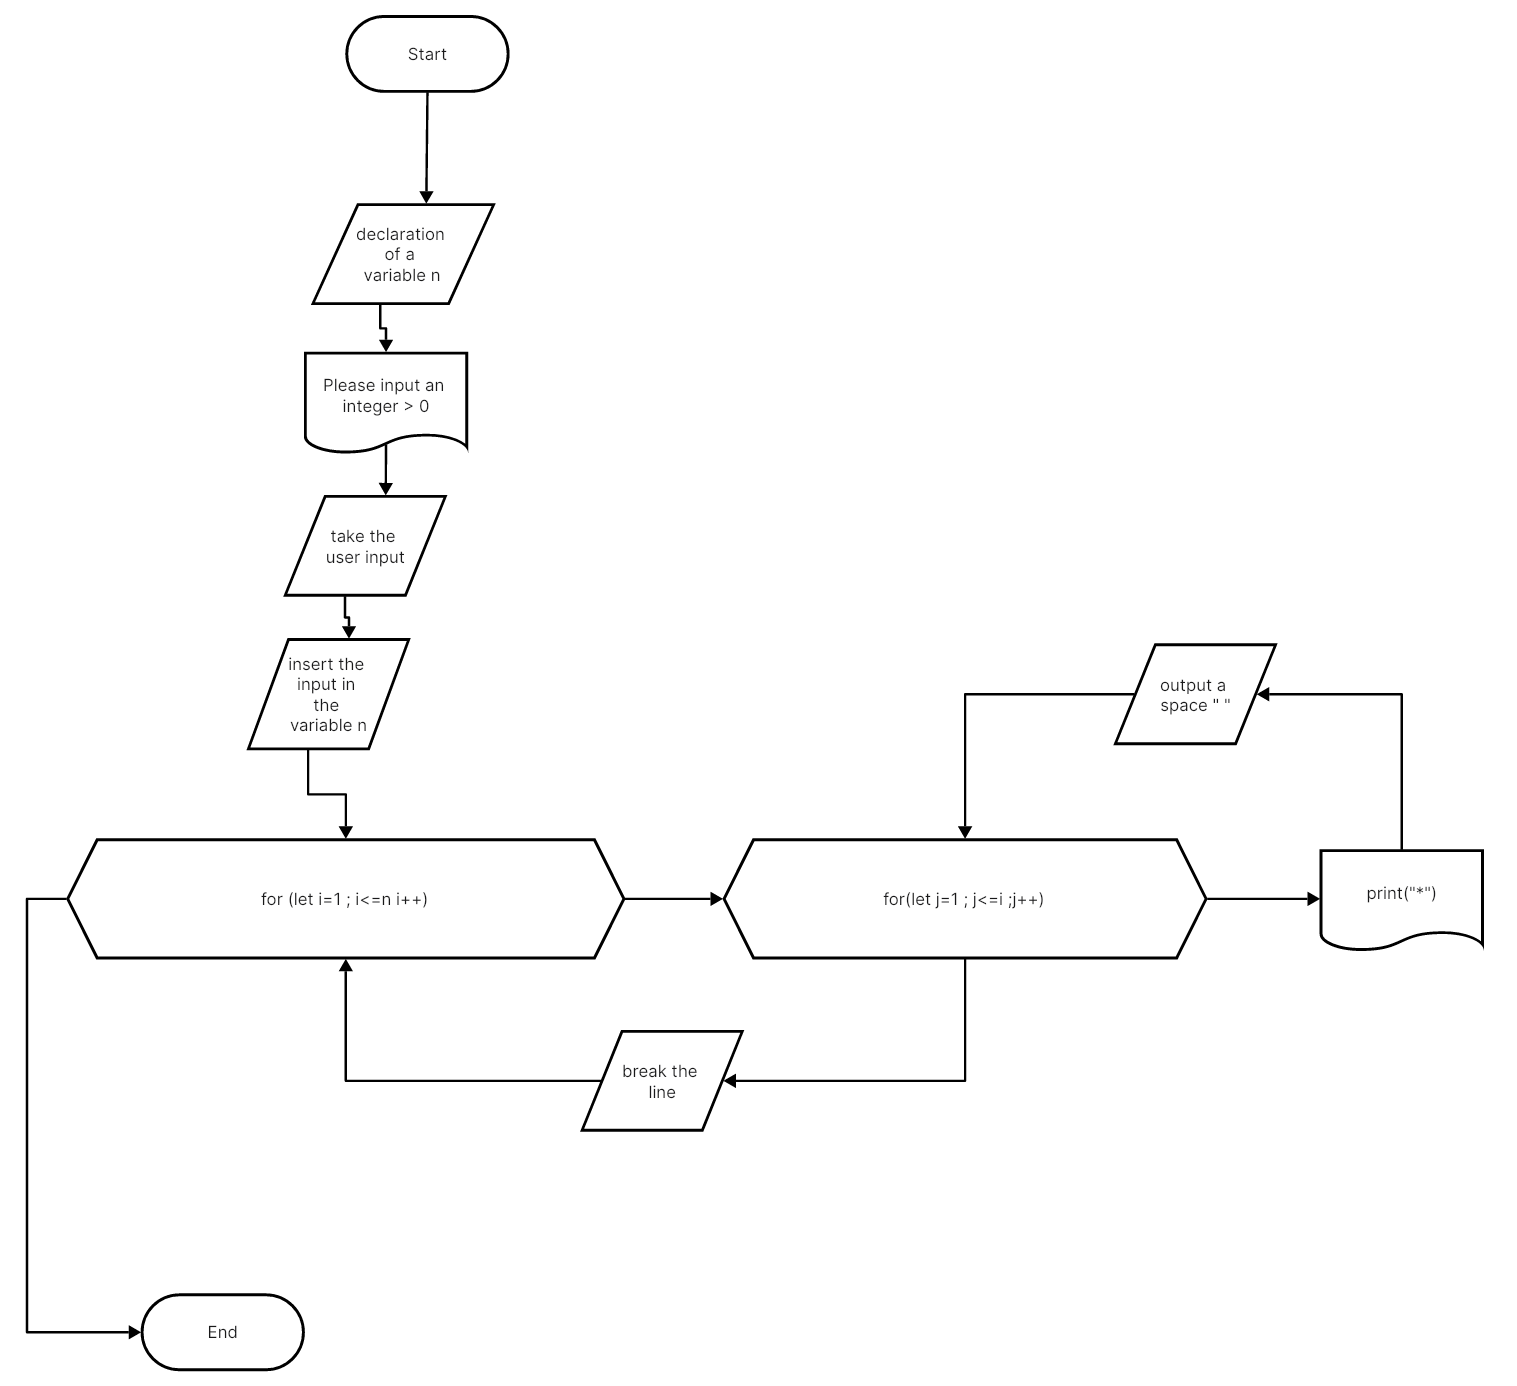 Start
declaration
of a
variable n
Please input an
integer > 0
take the
user input
insert the
input in
the
variable n
for (let i=1 ; i<=n i++)
for(let j=1 ; j<=i ;j++)
print("*")
output a
space " "
break the
line
End